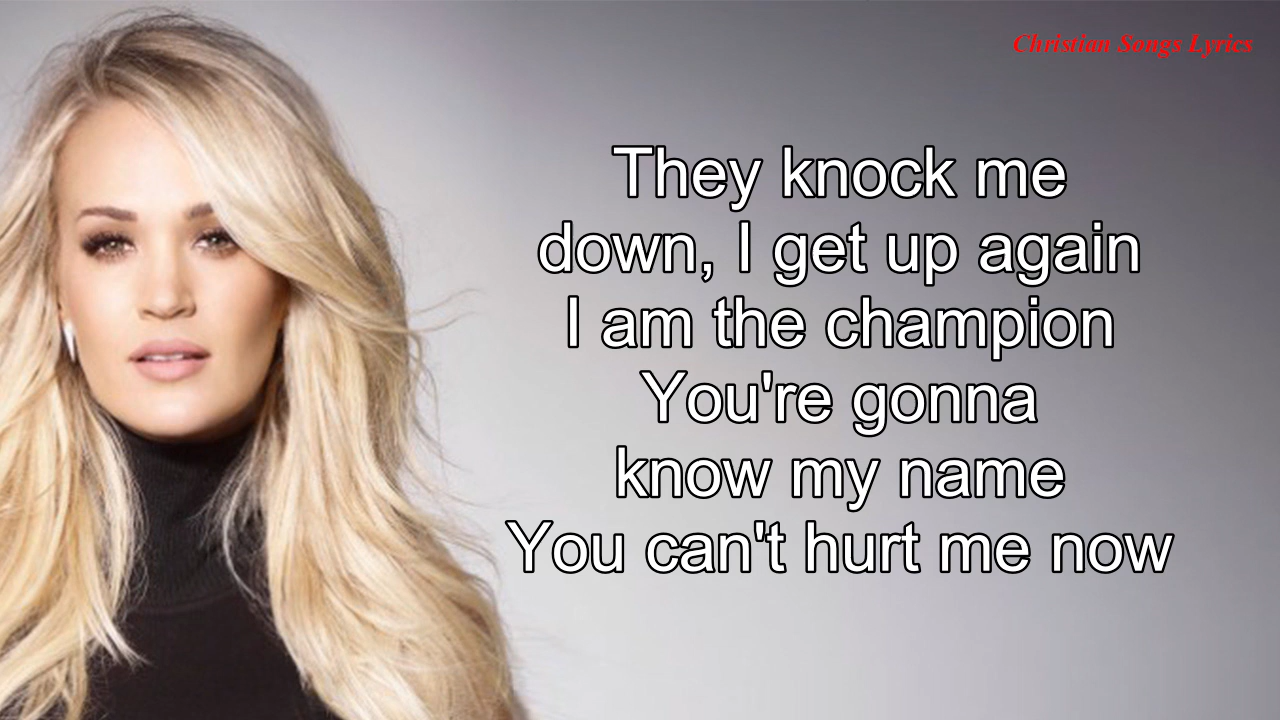 Christian Songs Lyrics
They knock me
down, I get up again
I am the champion
You're gonna
know my name
You can't hurt me now